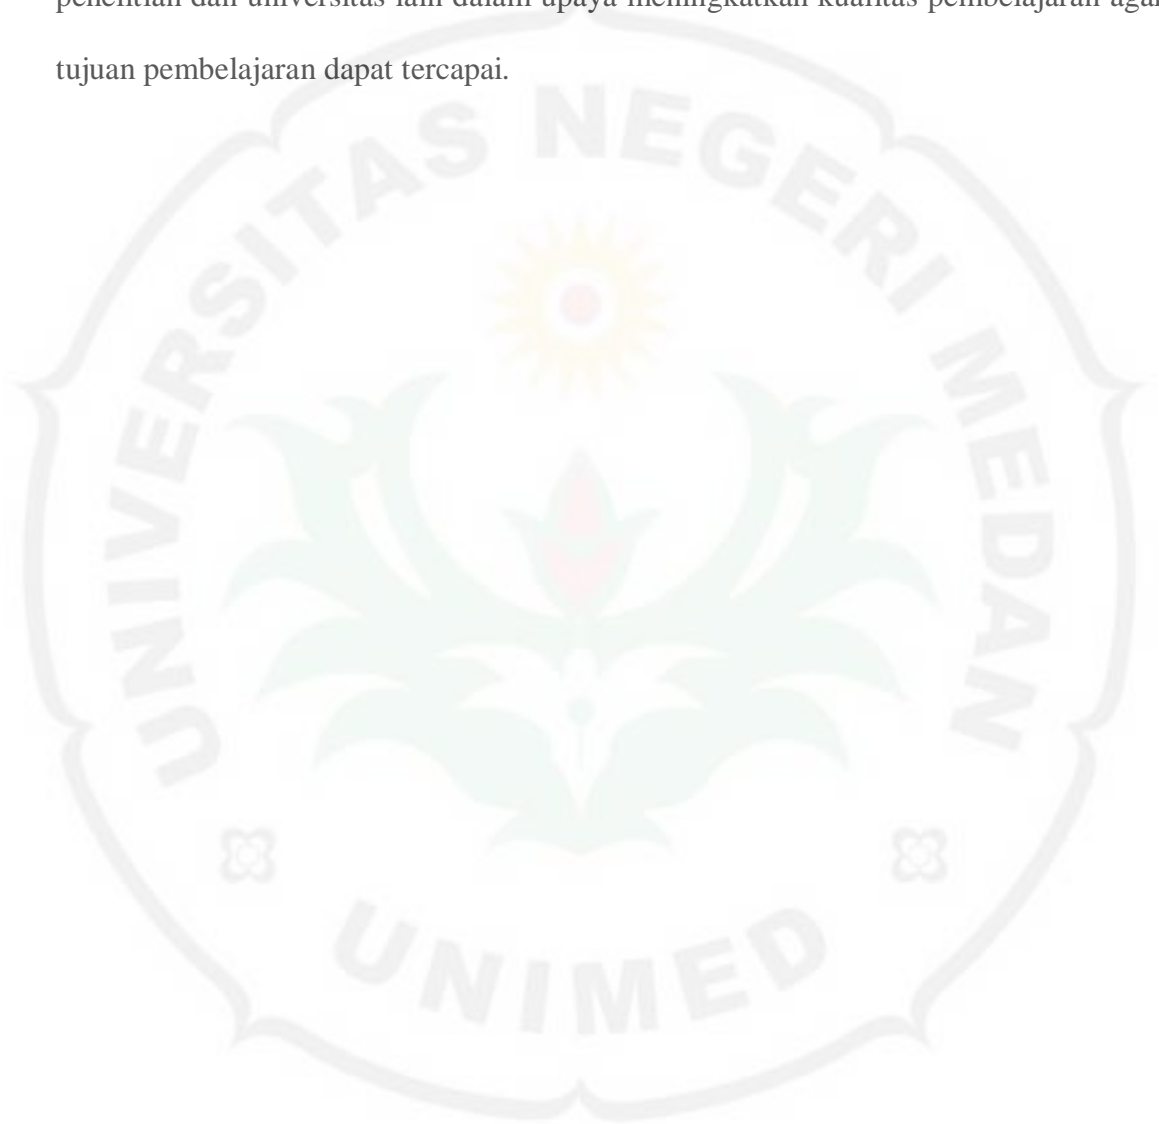 penelitian dan universitas lain dalam upaya meningkatkan kualitas pembelajaran agar
tujuan pembelajaran dapat tercapai.
UNIVERSITAS NEGERI MEDAN
UNIMED